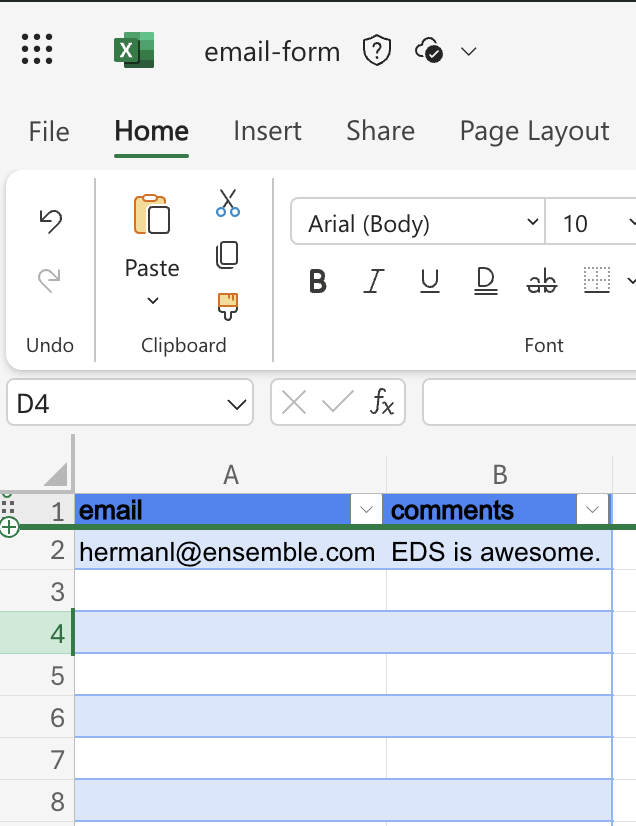 email-form
File Home Insert Share Page Layout
Arial (Body) 10
Paste
B I U D ab
Undo Clipboard Font
D4 fx
A B
1 email comments
2 hermanl@ensemble.com EDS is awesome.
3
4
5
6
7
8